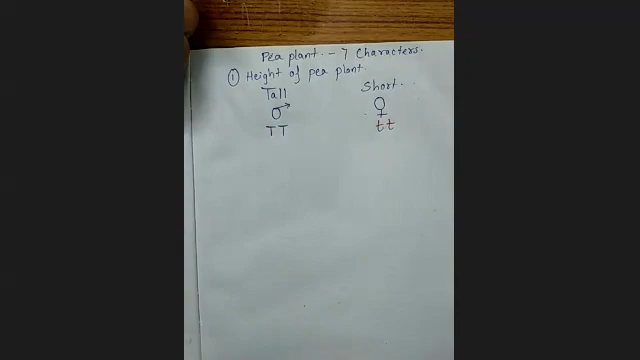 Pea plant - 7 Characters.
① Height of pea plant.
Tall Short
♂ ♀
TT tt